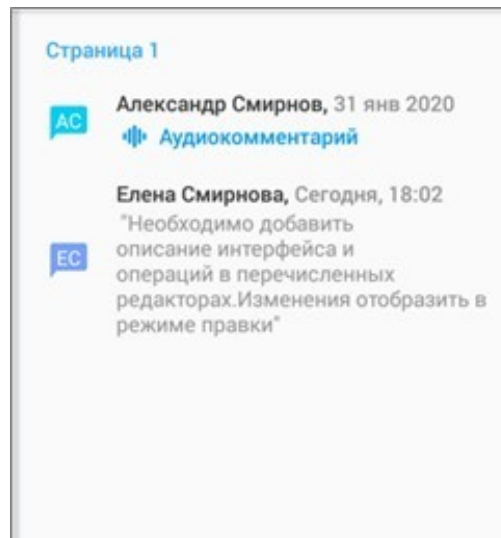 Страница 1
АС
Александр Смирнов, 31 янв 2020
Аудиокомментарий
Елена Смирнова, Сегодня, 18:02
ЕС
"Необходимо добавить
описание интерфейса и
операций в перечисленных
редакторах.Изменения отобразить в
режиме правки"